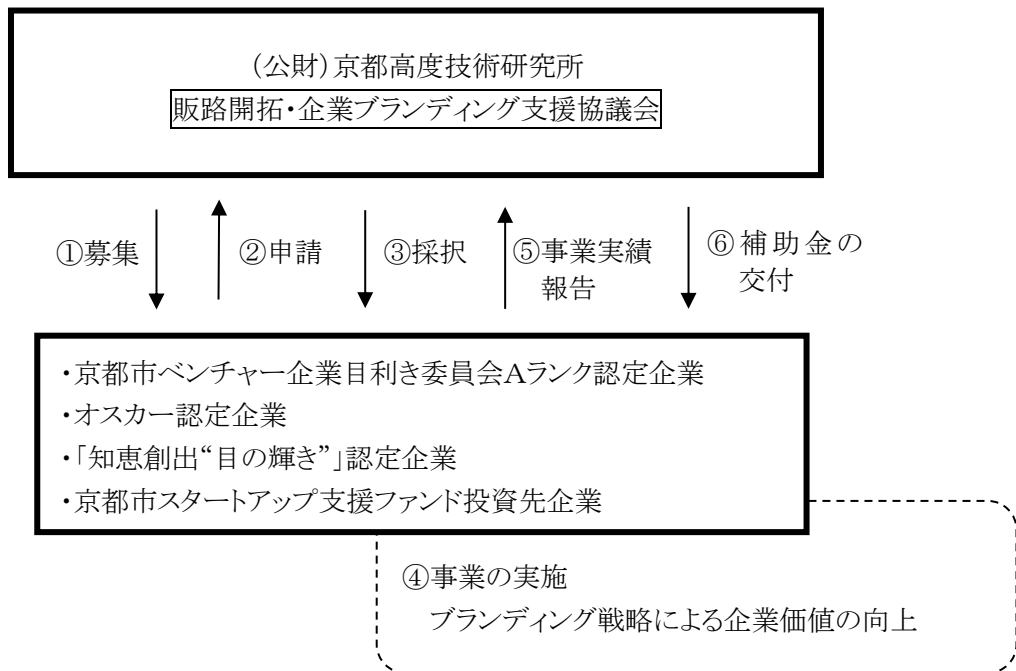 (公財)京都高度技術研究所
販路開拓・企業ブランディング支援協議会
①募集
②申請
③採択
⑤事業実績
報告
⑥補助金の
交付
・京都市ベンチャー企業目利き委員会Aランク認定企業
・オスカー認定企業
・「知恵創出“目の輝き”」認定企業
・京都市スタートアップ支援ファンド投資先企業
④事業の実施
ブランディング戦略による企業価値の向上